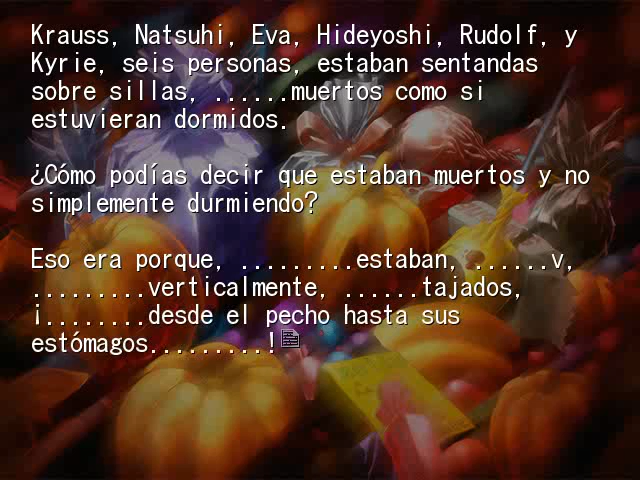 Krauss, Natsuhi, Eva, Hideyoshi, Rudolf, y
Kyrie, seis personas, estaban sentandas
sobre sillas, ......muertos como si
estuvieran dormidos.
¿Cómo podías decir que estaban muertos y no
simplemente durmiendo?
Eso era porque, .........estaban, ......v,
.........verticalmente, ......tajados,
¡........desde el pecho hasta sus
estómagos.........!